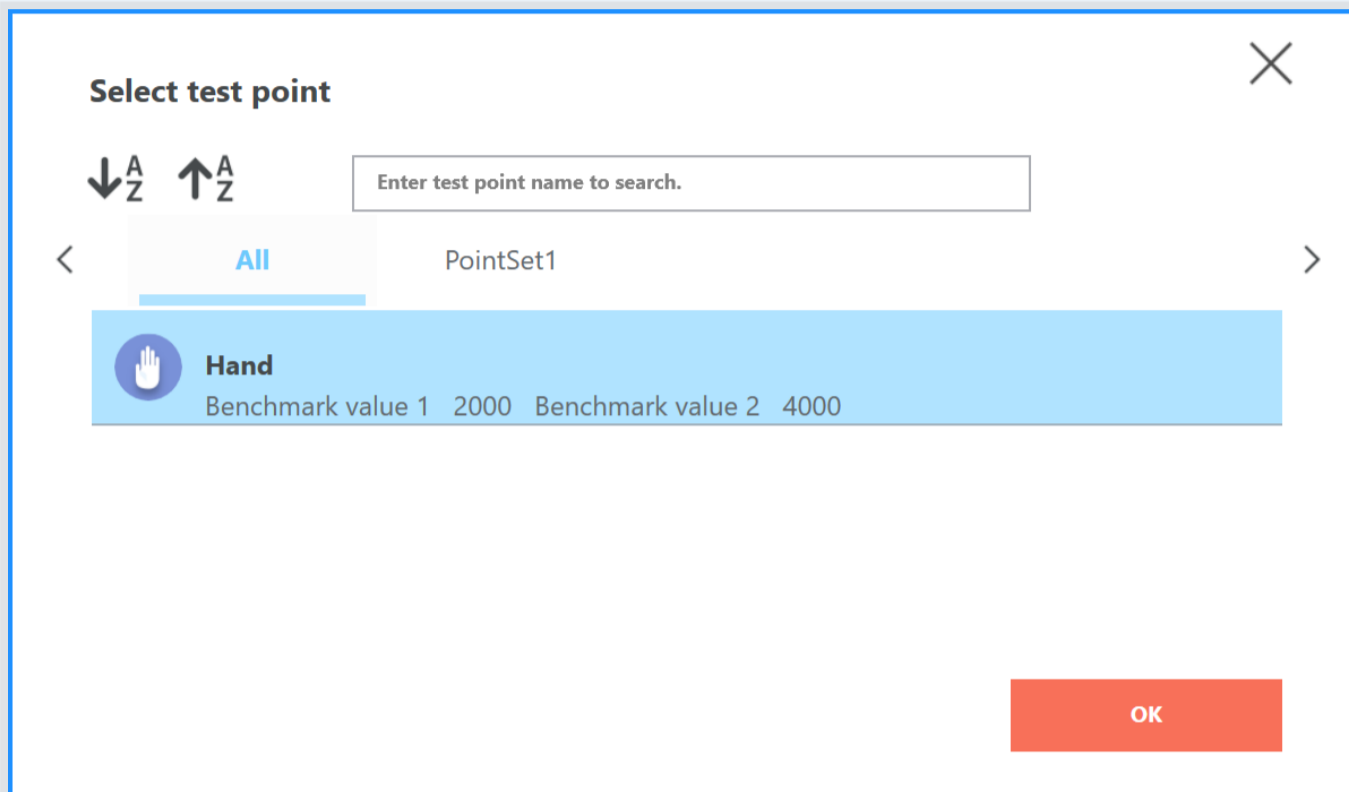 Select test point
A Z A Z Enter test point name to search.
All PointSet1
Hand
Benchmark value 1 2000 Benchmark value 2 4000
OK